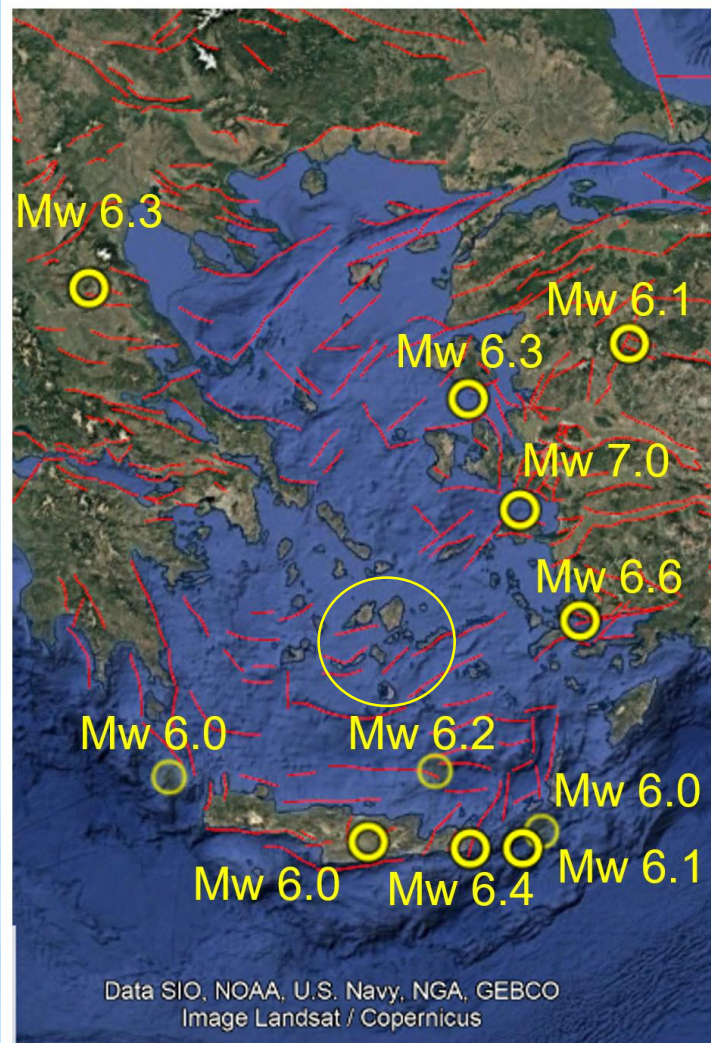 Mw 6.3
Mw 6.1
Mw 6.3
Mw 7.0
Mw 6.6
Mw 6.0
Mw 6.2
Mw 6.0
Mw 6.1
Mw 6.0
Mw 6.4
Data SIO, NOAA, U.S. Navy, NGA, GEBCO
Image Landsat / Copernicus